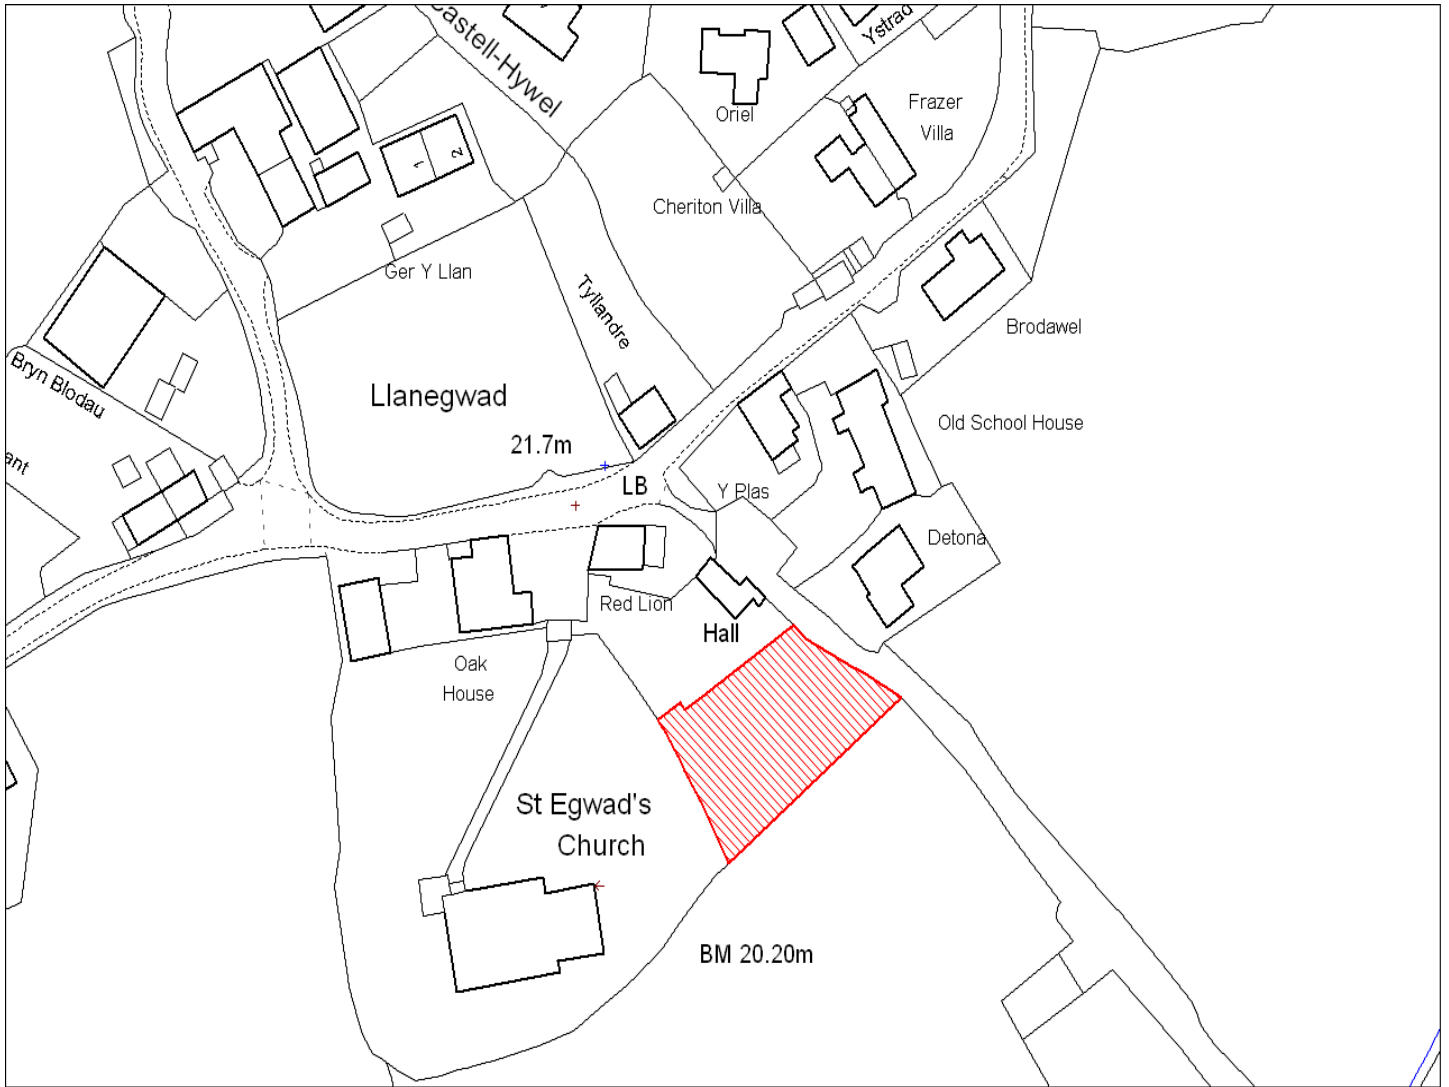 Castell-Hywel
Ystrad
Oriel
Frazer
Villa
1
2
Cheriton Villa
Ger Y Llan
Tyllandre
Brodawel
Bryn Blodau
Llanegwad
Old School House
21.7m
ant
LB
Y Plas
Detona
Red Lion
Hall
Oak
House
St Egwad's
Church
BM 20.20m